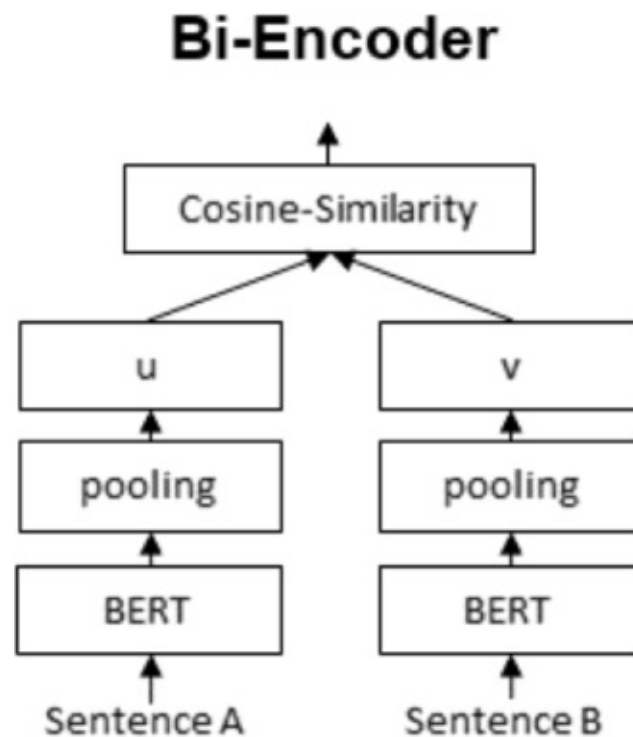 Bi-Encoder
Cosine-Similarity
u v
pooling pooling
BERT BERT
Sentence A Sentence B